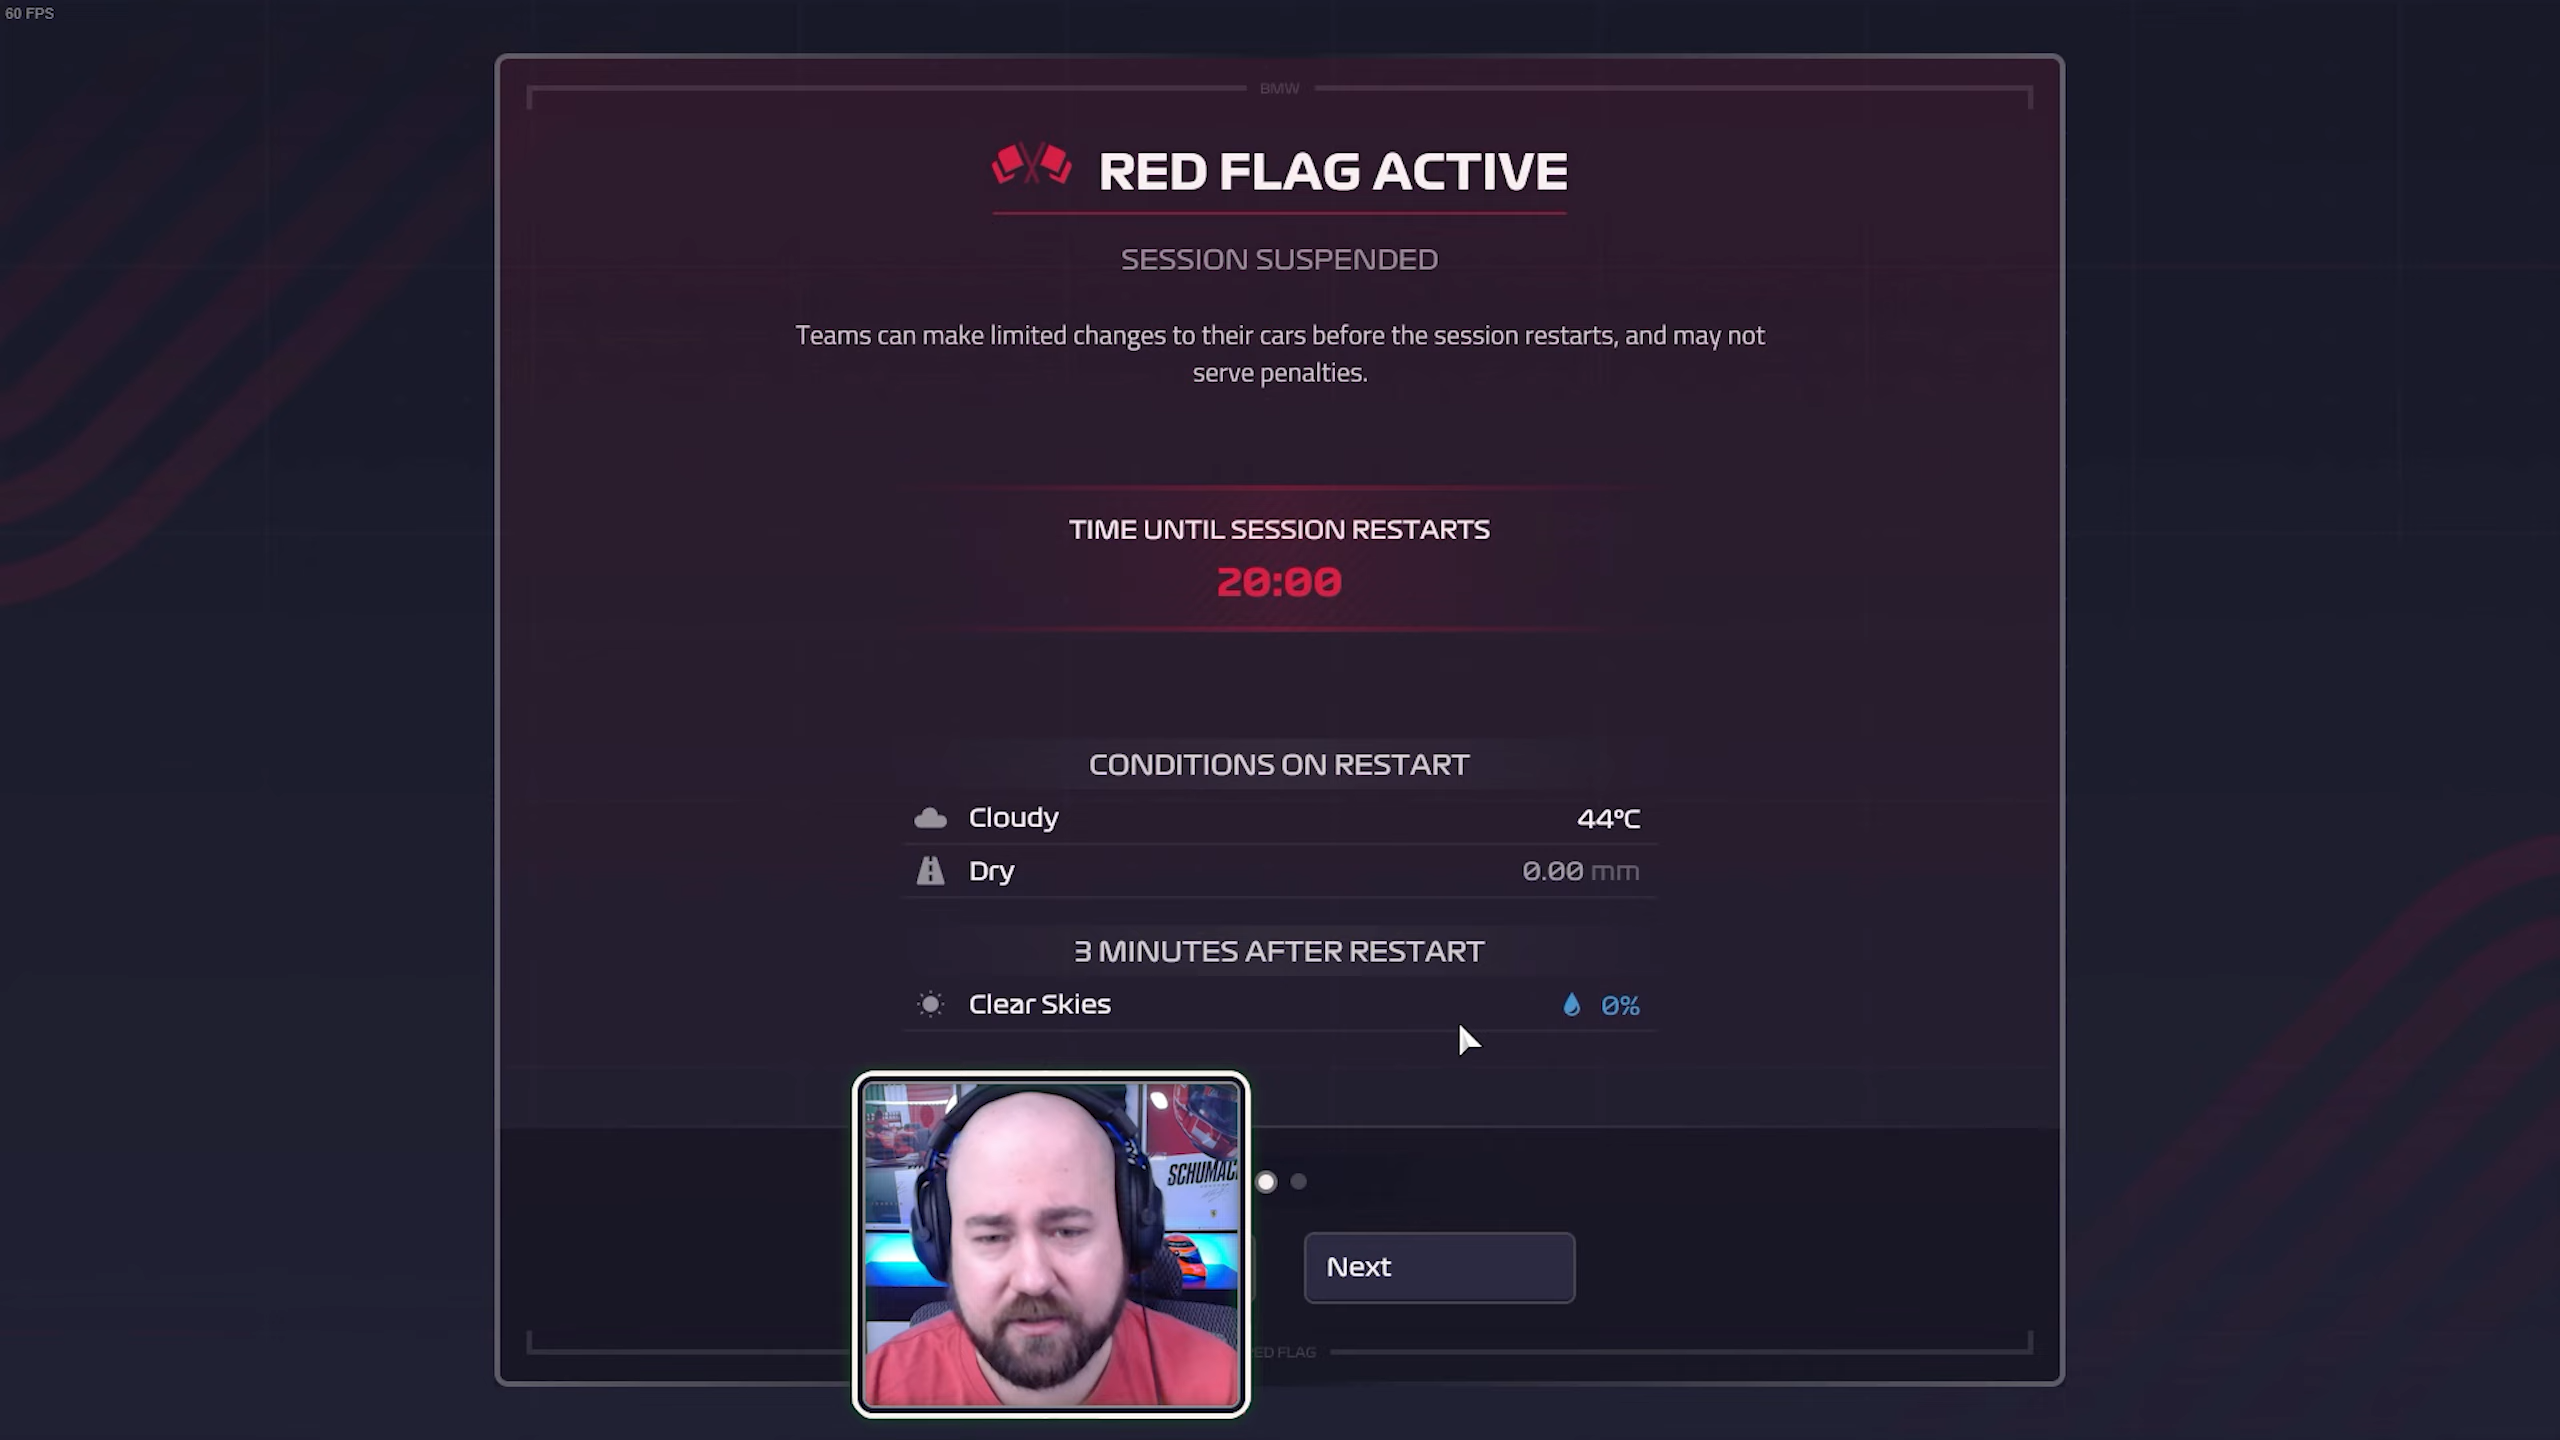 60 FPS
BMW
RED FLAG ACTIVE
SESSION SUSPENDED
Teams can make limited changes to their cars before the session restarts, and may not
serve penalties.
TIME UNTIL SESSION RESTARTS
20:00
CONDITIONS ON RESTART
Cloudy 44°C
Dry 0.00 mm
3 MINUTES AFTER RESTART
Clear Skies 0%
SCHUMAC
Next
RED FLAG